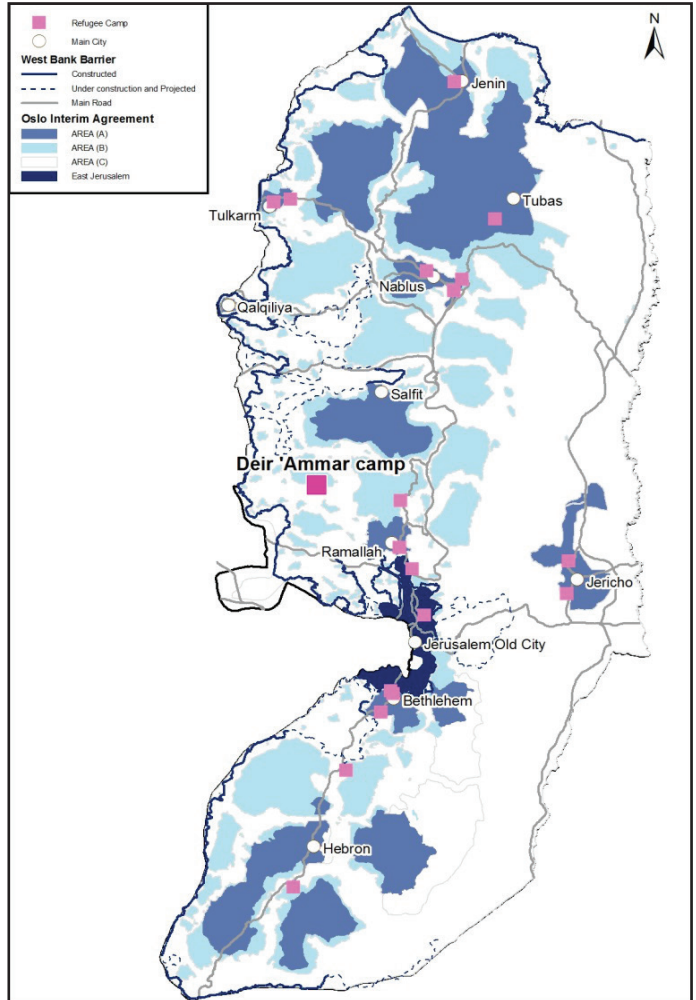 Refugee Camp
Main City
West Bank Barrier
Constructed
Under construction and Projected
Main Road
Oslo Interim Agreement
AREA (A)
AREA (B)
AREA (C)
East Jerusalem
N
Jenin
Tubas
Tulkarm
Nablus
Qalqiliya
Salfit
Deir 'Ammar camp
Ramallah
Jericho
Jerusalem Old City
Bethlehem
Hebron